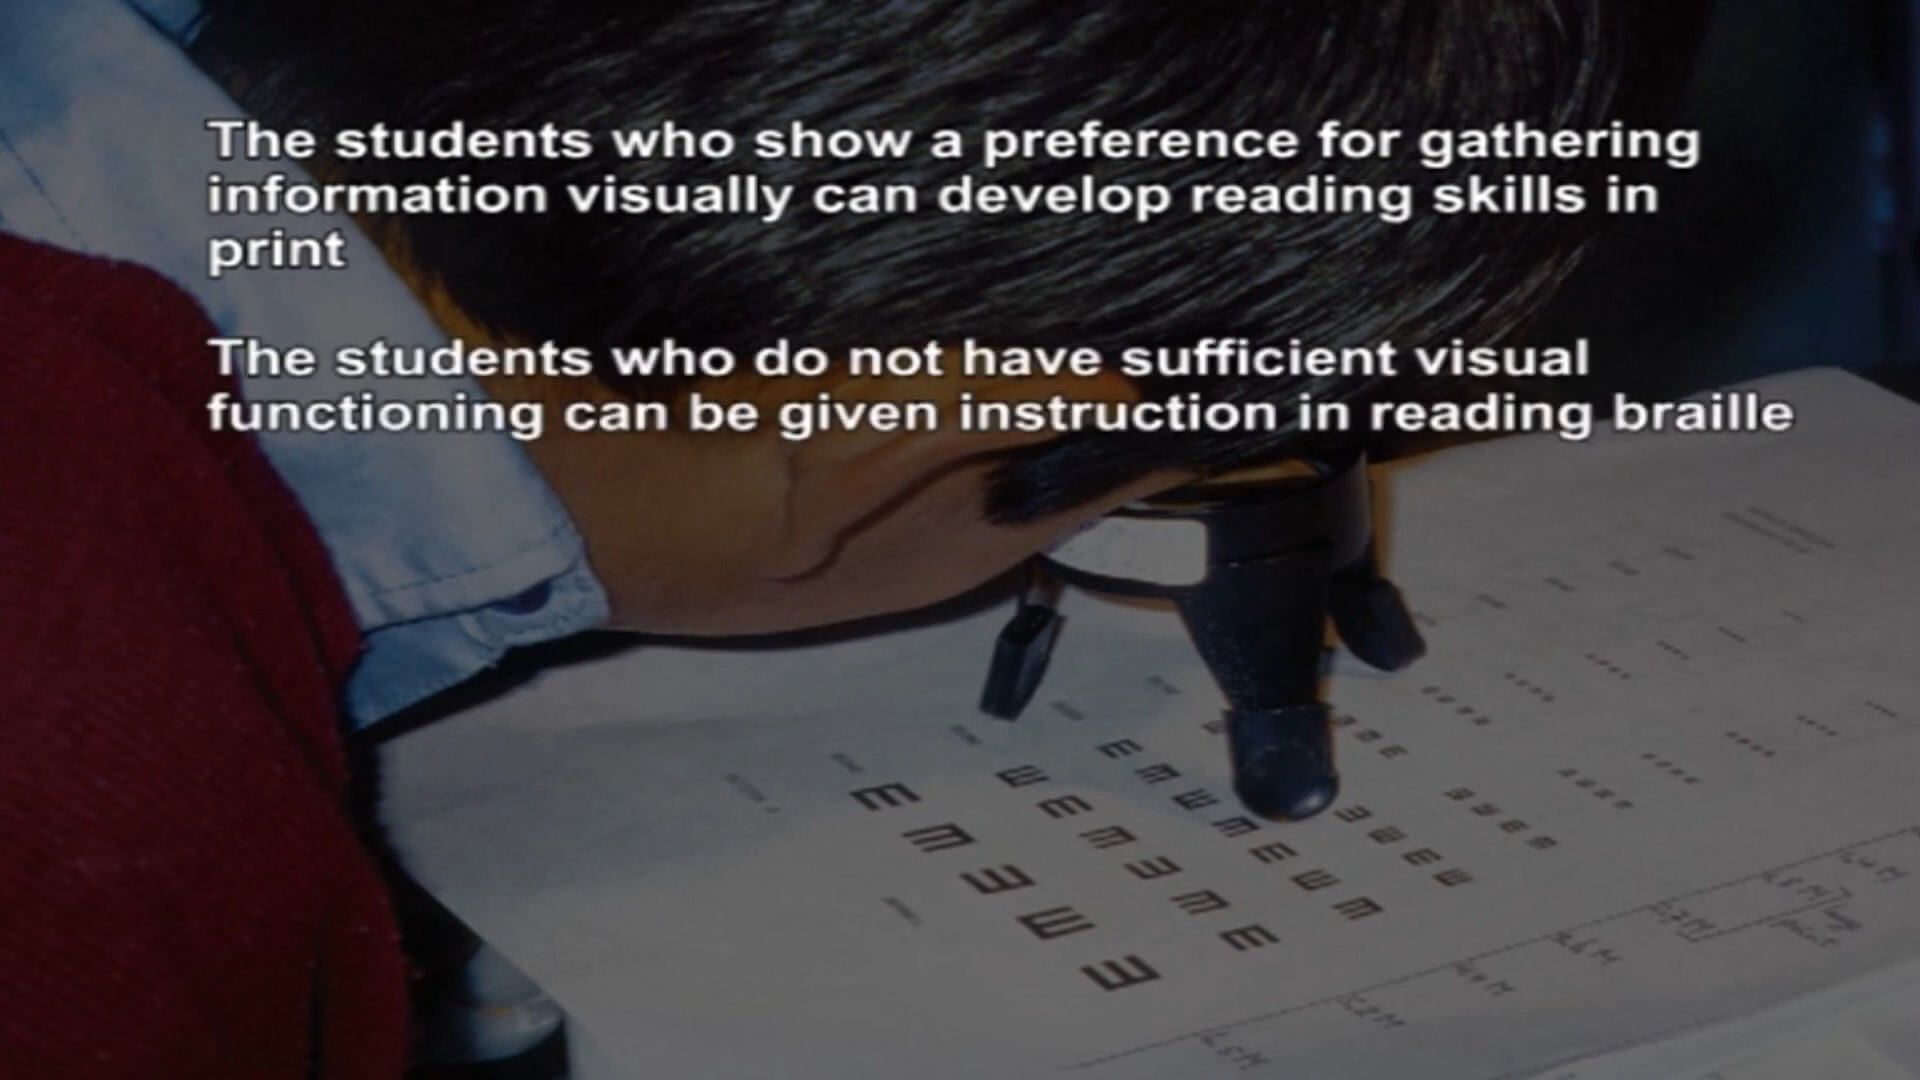 The students who show a preference for gathering
information visually can develop reading skills in
print
The students who do not have sufficient visual
functioning can be given instruction in reading braille